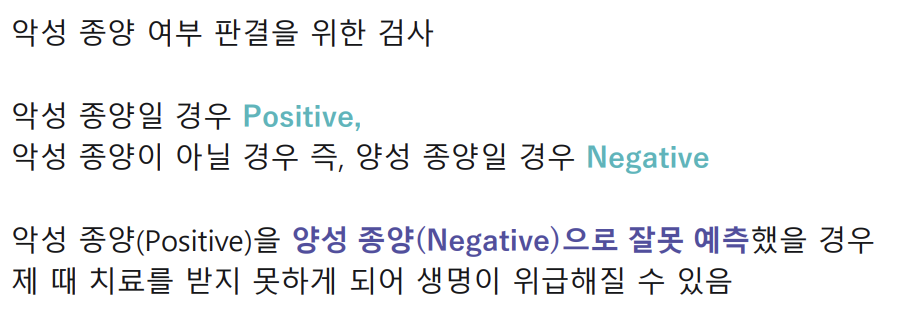 악성 종양 여부 판결을 위한 검사
악성 종양일 경우 Positive,
악성 종양이 아닐 경우 즉, 양성 종양일 경우 Negative
악성 종양(Positive)을 양성 종양(Negative)으로 잘못 예측했을 경우
제 때 치료를 받지 못하게 되어 생명이 위급해질 수 있음